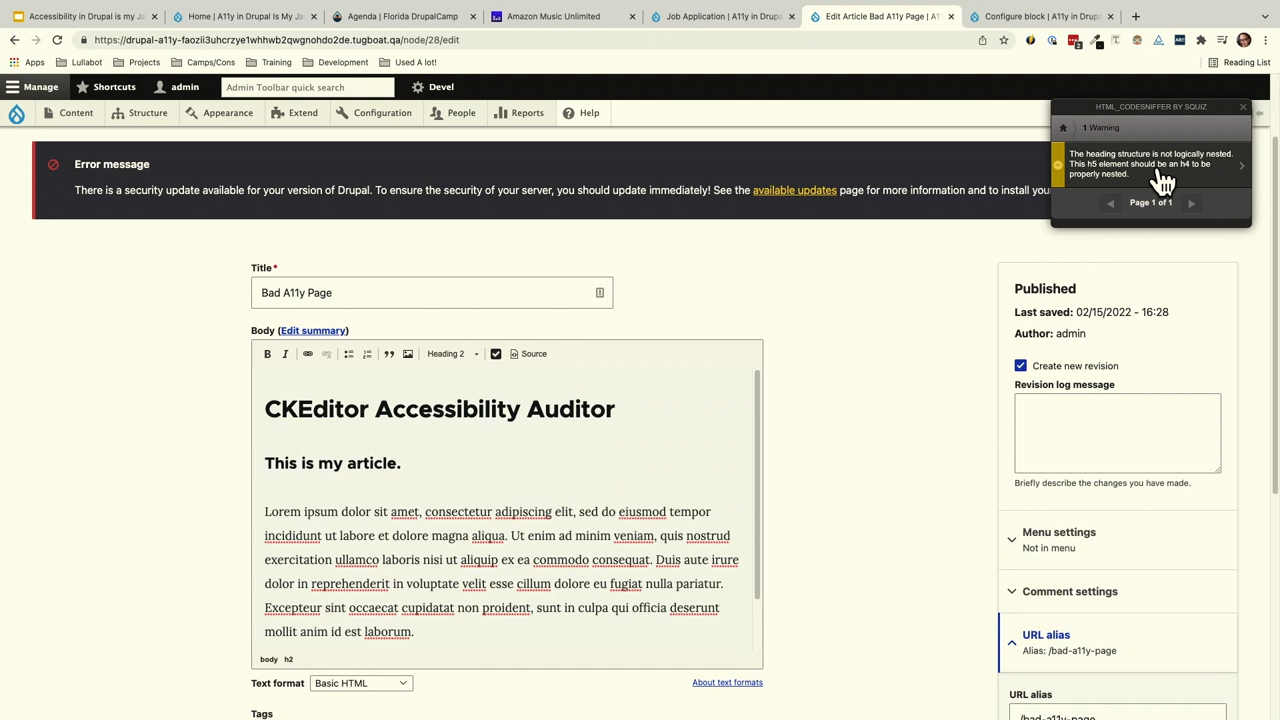 Accessibility in Drupal is my Ja
Home | A11y in Drupal Is My Ja
Agenda | Florida DrupalCamp
Amazon Music Unlimited
Job Application | A11y in Drupa
Edit Article Bad A11y Page | A11
Configure block | A11y in Drup
https://drupal-a11y-faozii3uhcrzye1whhwb2qwgnohdo2de.tugboat.qa/node/28/edit
Apps
Lullabot
Projects
Camps/Cons
Training
Development
Used A lot!
Reading List
Manage
Shortcuts
admin
Admin Toolbar quick search
Devel
Content
Structure
Appearance
Extend
Configuration
People
Reports
Help
HTML_CODESNIFFER BY SQUIZ
1 Warning
The heading structure is not logically nested.
This h5 element should be an h4 to be
properly nested.
Page 1 of 1
Error message
There is a security update available for your version of Drupal. To ensure the security of your server, you should update immediately! See the available updates page for more information and to install you
Title*
Bad A11y Page
Body (Edit summary)
B I
Heading 2
Source
CKEditor Accessibility Auditor
This is my article.
Lorem ipsum dolor sit amet, consectetur adipiscing elit, sed do eiusmod tempor
incididunt ut labore et dolore magna aliqua. Ut enim ad minim veniam, quis nostrud
exercitation ullamco laboris nisi ut aliquip ex ea commodo consequat. Duis aute irure
dolor in reprehenderit in voluptate velit esse cillum dolore eu fugiat nulla pariatur.
Excepteur sint occaecat cupidatat non proident, sunt in culpa qui officia deserunt
mollit anim id est laborum.
body h2
Text format
Basic HTML
About text formats
Tags
Published
Last saved: 02/15/2022 - 16:28
Author: admin
Create new revision
Revision log message
Briefly describe the changes you have made.
Menu settings
Not in menu
Comment settings
URL alias
Alias: /bad-a11y-page
URL alias
/bad-a11y-page